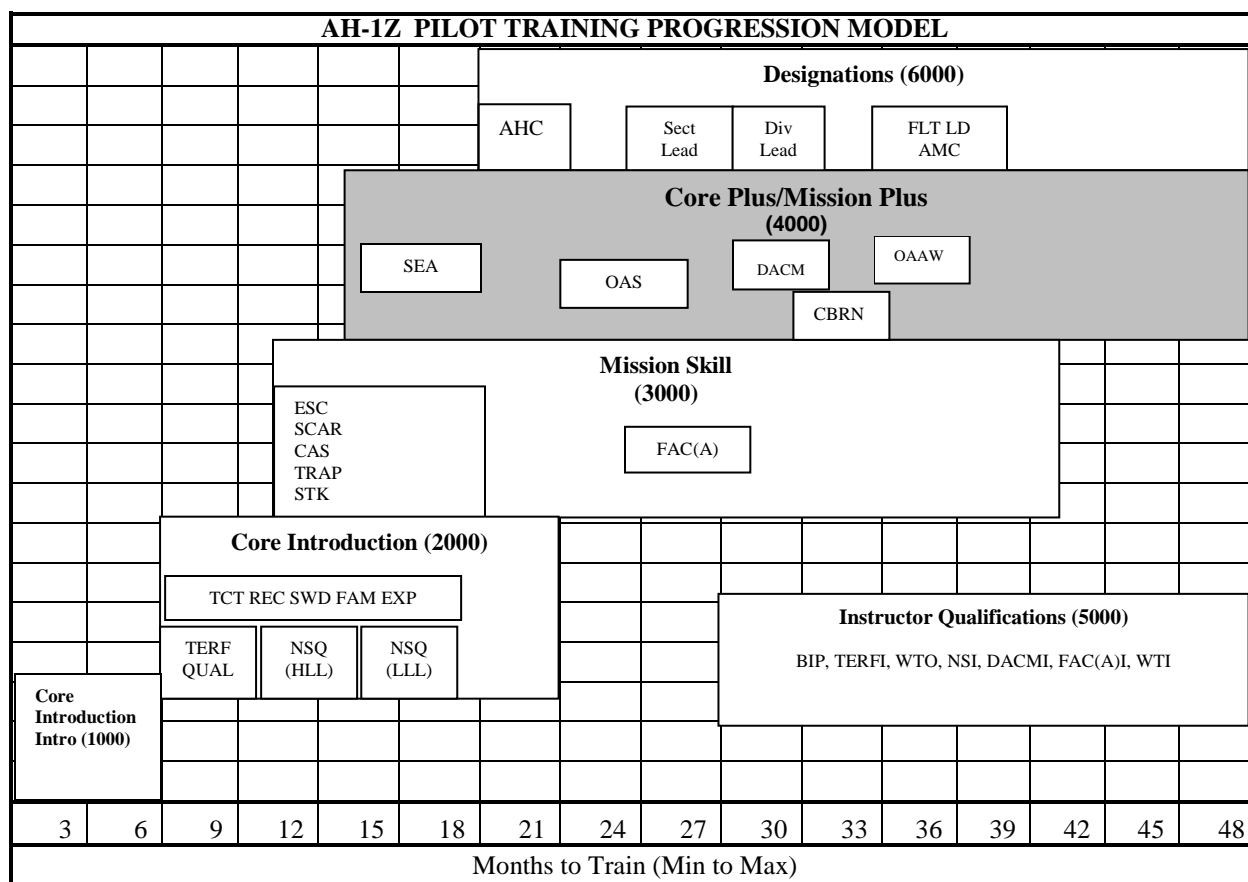 AH-1Z PILOT TRAINING PROGRESSION MODEL
Designations (6000)
AHC
Sect
Lead
Div
Lead
FLT LD
AMC
Core Plus/Mission Plus
(4000)
SEA
OAS
DACM
OAAW
CBRN
Mission Skill
(3000)
ESC
SCAR
CAS
TRAP
STK
FAC(A)
Core Introduction (2000)
TCT REC SWD FAM EXP
TERF
QUAL
NSQ
(HLL)
NSQ
(LLL)
Instructor Qualifications (5000)
BIP, TERFI, WTO, NSI, DACMI, FAC(A)I, WTI
Core
Introduction
Intro (1000)
3 6 9 12 15 18 21 24 27 30 33 36 39 42 45 48
Months to Train (Min to Max)